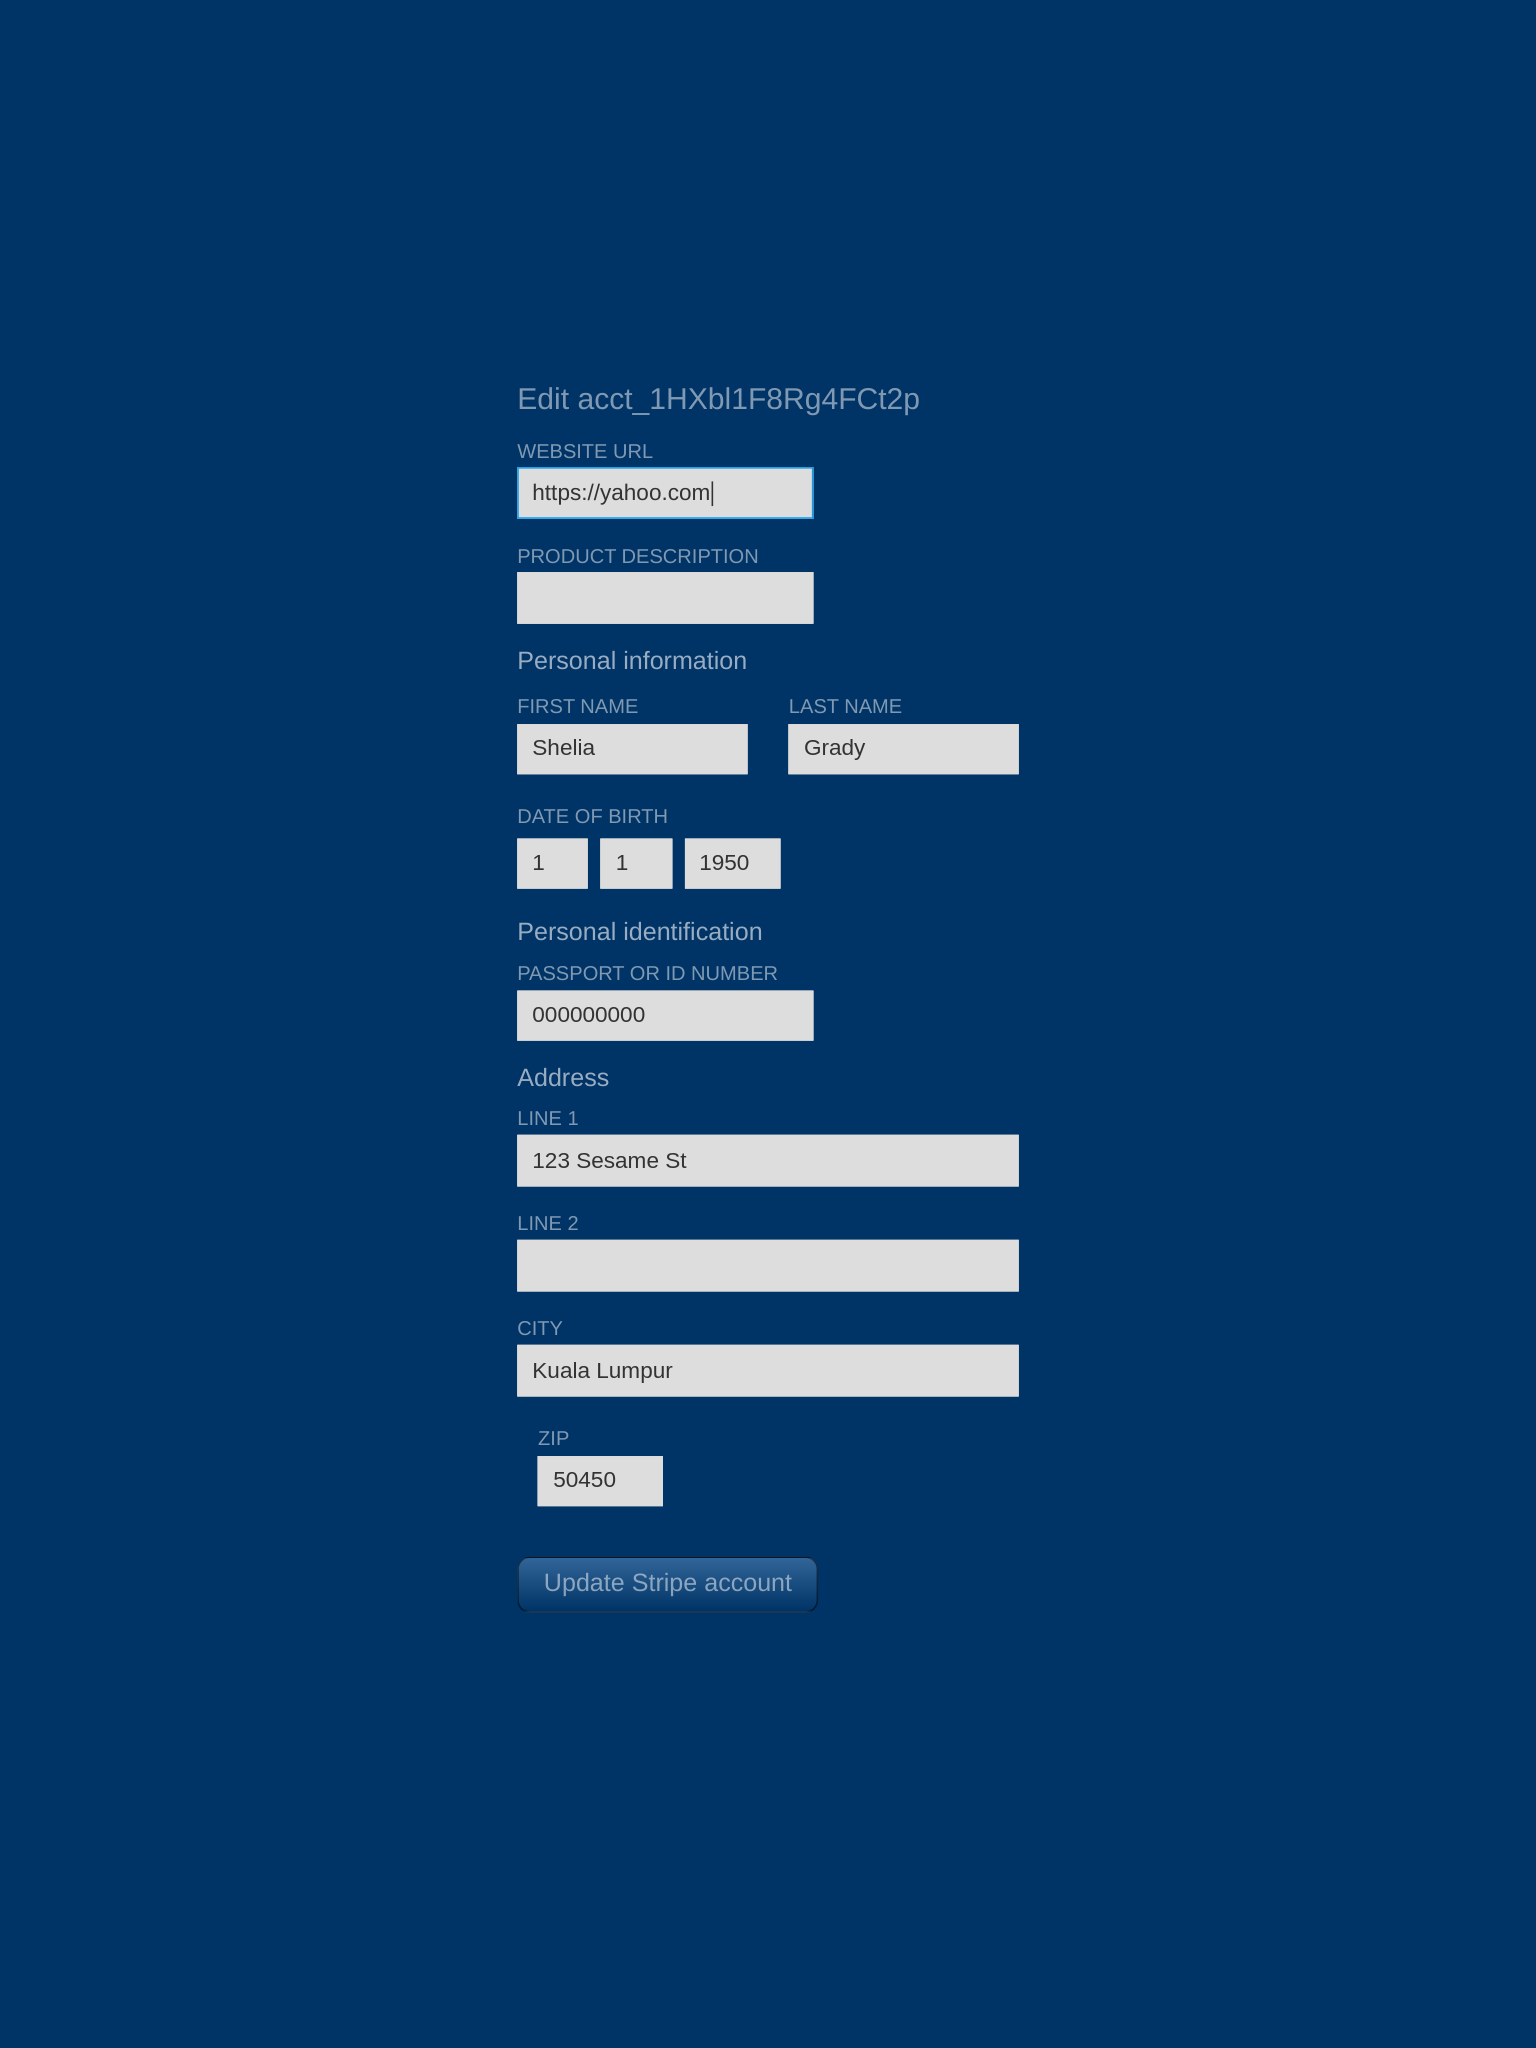 Edit acct_1HXbl1F8Rg4FCt2p
WEBSITE URL
https://yahoo.com
PRODUCT DESCRIPTION
Personal information
FIRST NAME LAST NAME
Shelia Grady
DATE OF BIRTH
1 1 1950
Personal identification
PASSPORT OR ID NUMBER
000000000
Address
LINE 1
123 Sesame St
LINE 2
CITY
Kuala Lumpur
ZIP
50450
Update Stripe account